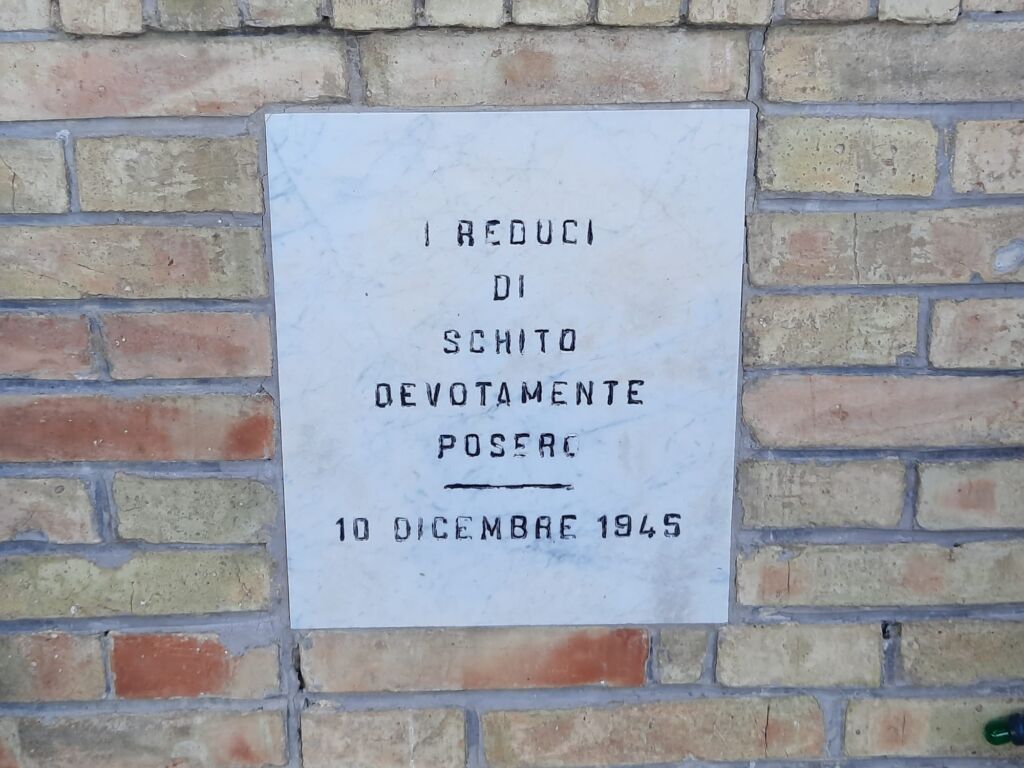 I REDUCI
DI
SCHITO
DEVOTAMENTE
POSERO
10 DICEMBRE 1945